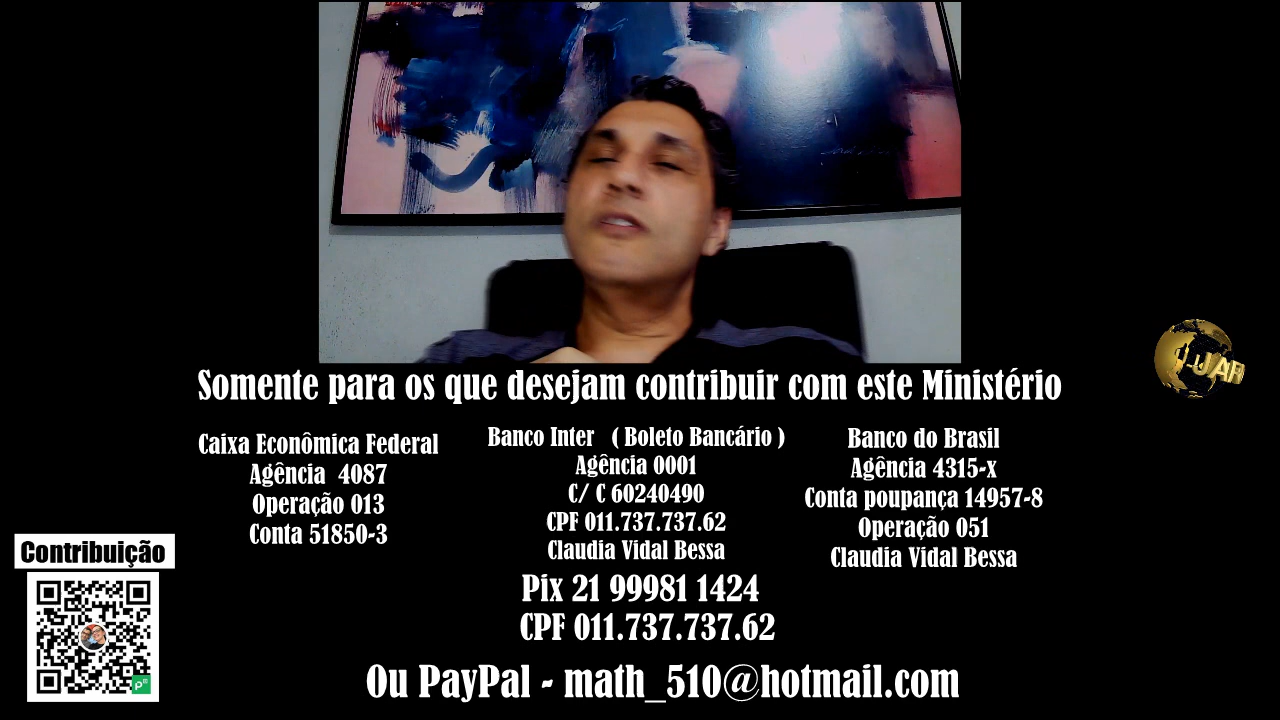 Somente para os que desejam contribuir com este Ministério
Caixa Econômica Federal
Agência 4087
Operação 013
Conta 51850-3
Banco Inter ( Boleto Bancário )
Agência 0001
C/ C 60240490
CPF 011.737.737.62
Claudia Vidal Bessa
Banco do Brasil
Agência 4315-x
Conta poupança 14957-8
Operação 051
Claudia Vidal Bessa
Contribuição
Pix 21 99981 1424
CPF 011.737.737.62
Ou PayPal - math_510@hotmail.com